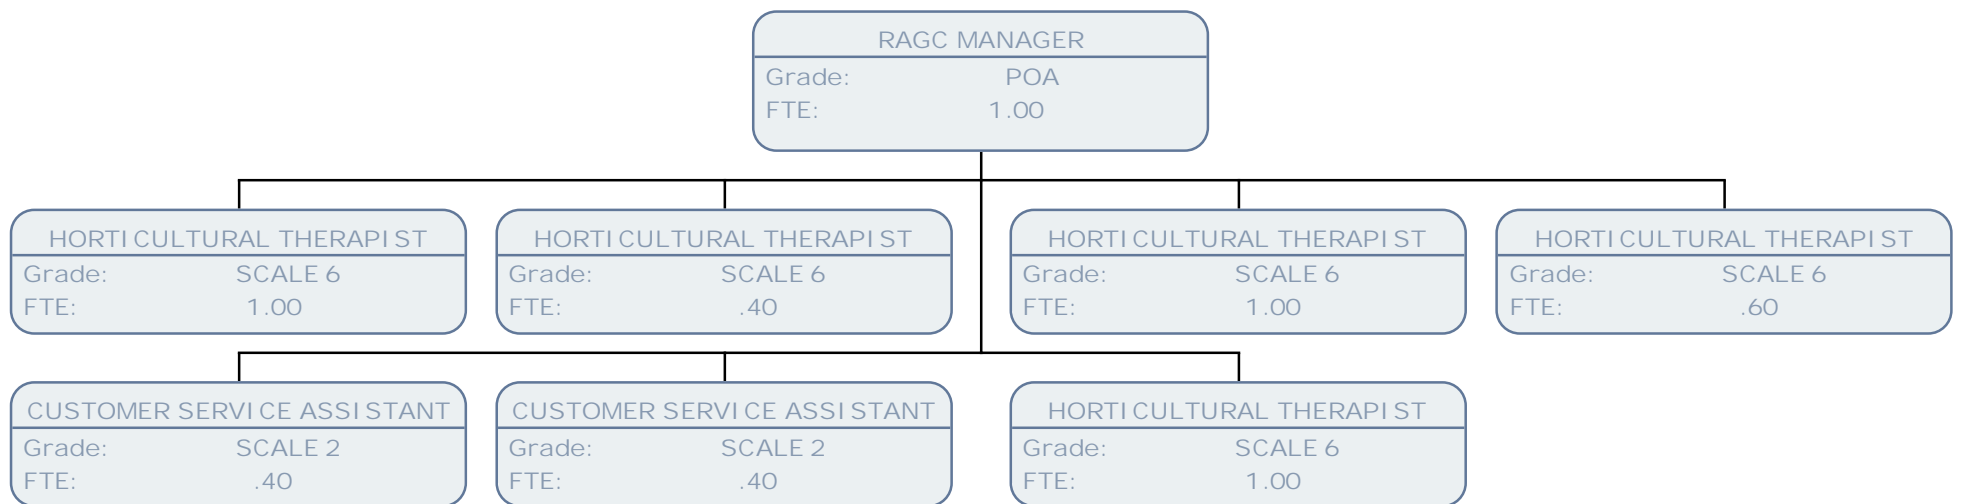 RAGC MANAGER
Grade: POA
FTE: 1.00
HORTICULTURAL THERAPIST
Grade: SCALE 6
FTE: 1.00
HORTICULTURAL THERAPIST
Grade: SCALE 6
FTE: .40
HORTICULTURAL THERAPIST
Grade: SCALE 6
FTE: 1.00
HORTICULTURAL THERAPIST
Grade: SCALE 6
FTE: .60
CUSTOMER SERVICE ASSISTANT
Grade: SCALE 2
FTE: .40
CUSTOMER SERVICE ASSISTANT
Grade: SCALE 2
FTE: .40
HORTICULTURAL THERAPIST
Grade: SCALE 6
FTE: 1.00